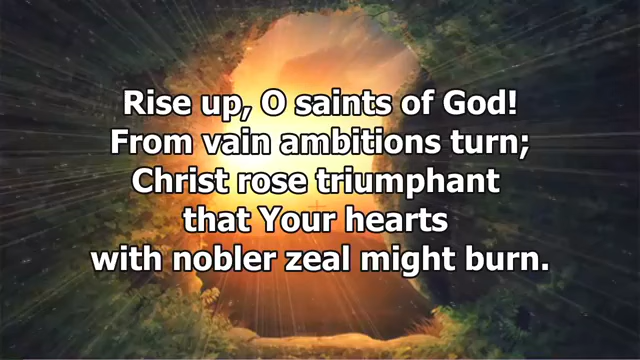 Rise up, O saints of God!
From vain ambitions turn;
Christ rose triumphant
that Your hearts
with nobler zeal might burn.